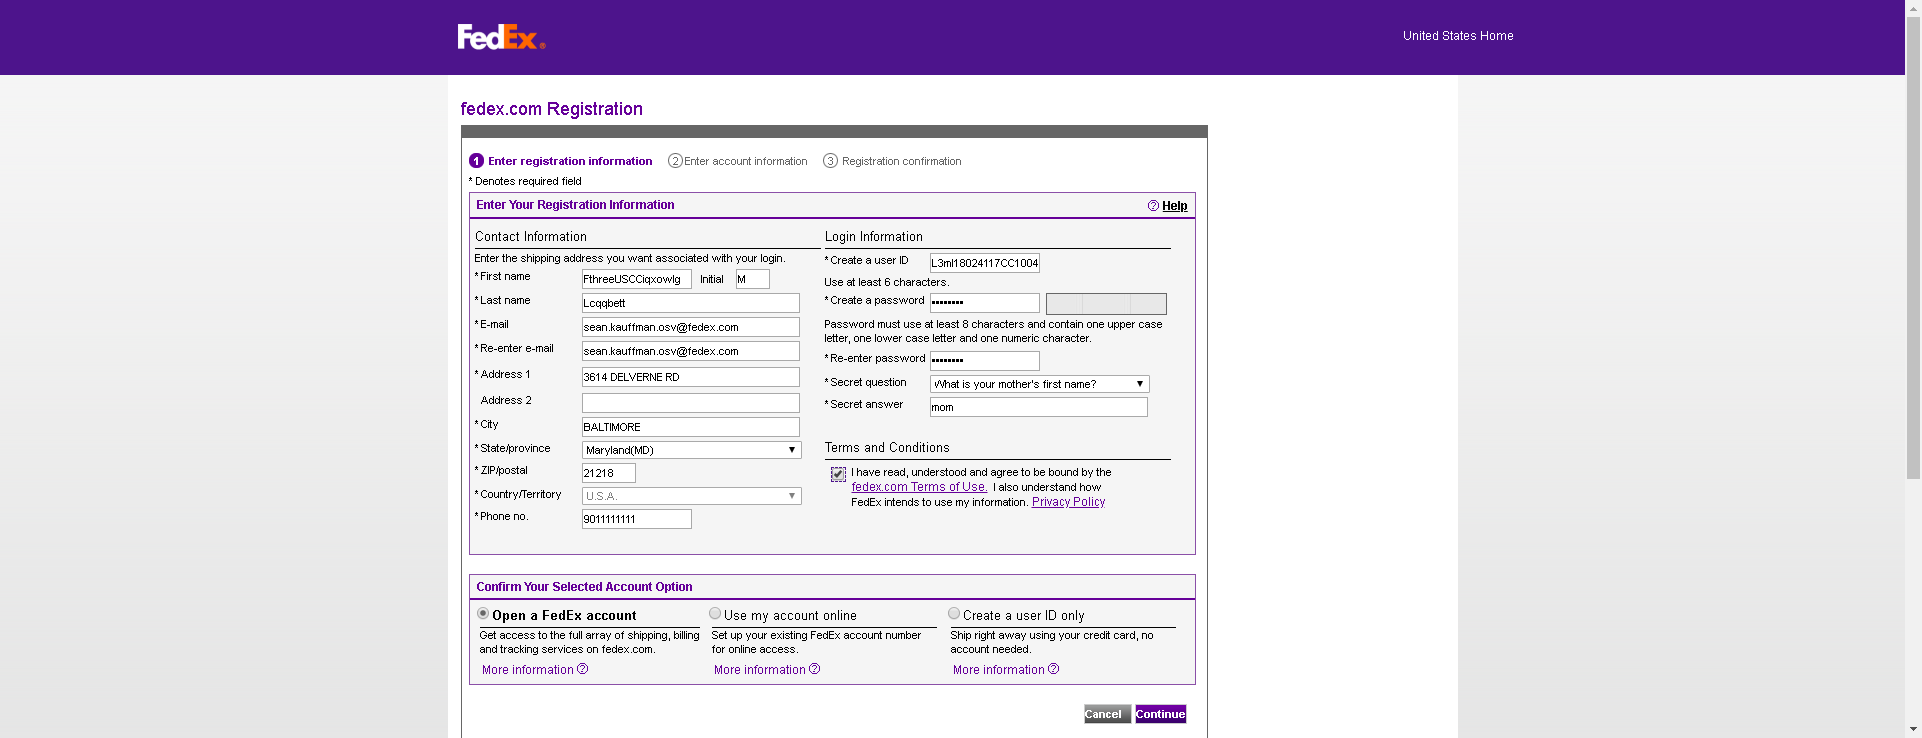 FedEx®
United States Home
fedex.com Registration
1 Enter registration information 2 Enter account information 3 Registration confirmation
* Denotes required field
Enter Your Registration Information
? Help
Contact Information
Enter the shipping address you want associated with your login.
* First name FthreeUSCCiqxowlg Initial M
* Last name Lcqqbett
* E-mail sean.kauffman.osv@fedex.com
* Re-enter e-mail sean.kauffman.osv@fedex.com
* Address 1 3614 DELVERNE RD
Address 2
* City BALTIMORE
* State/province Maryland(MD)
* ZIP/postal 21218
* Country/Territory U.S.A.
* Phone no. 9011111111
Login Information
* Create a user ID L3ml18024117CC1004
Use at least 6 characters.
* Create a password ••••••••
Password must use at least 8 characters and contain one upper case
letter, one lower case letter and one numeric character.
* Re-enter password ••••••••
* Secret question What is your mother's first name?
* Secret answer mom
Terms and Conditions
I have read, understood and agree to be bound by the
fedex.com Terms of Use. I also understand how
FedEx intends to use my information. Privacy Policy
Confirm Your Selected Account Option
Open a FedEx account
Get access to the full array of shipping, billing
and tracking services on fedex.com.
More information ?
Use my account online
Set up your existing FedEx account number
for online access.
More information ?
Create a user ID only
Ship right away using your credit card, no
account needed.
More information ?
Cancel Continue